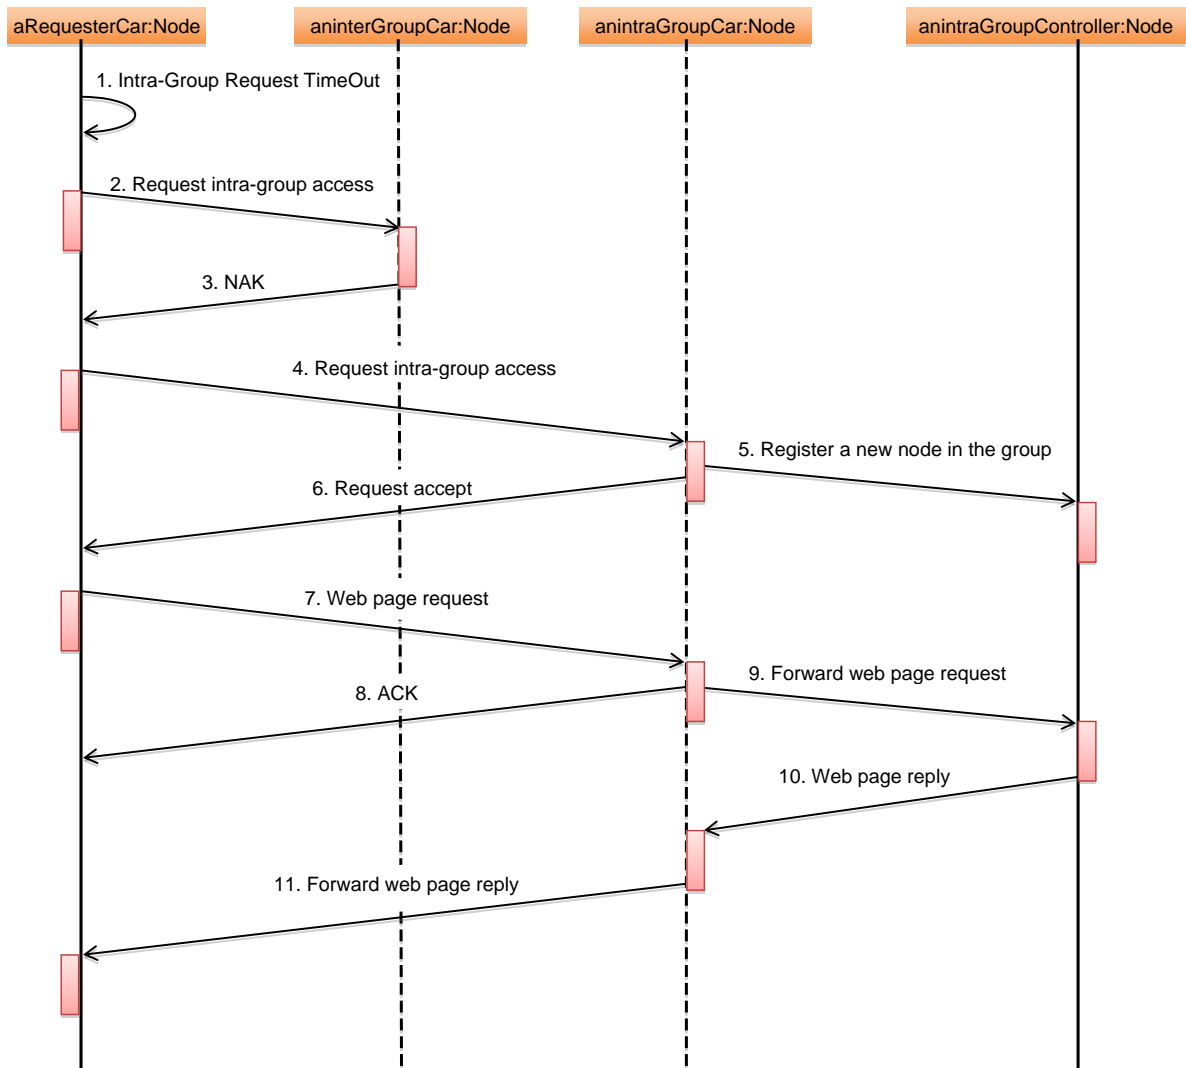 aRequesterCar:Node
aninterGroupCar:Node
anintraGroupCar:Node
anintraGroupController:Node
1. Intra-Group Request TimeOut
2. Request intra-group access
3. NAK
4. Request intra-group access
5. Register a new node in the group
6. Request accept
7. Web page request
8. ACK
9. Forward web page request
10. Web page reply
11. Forward web page reply